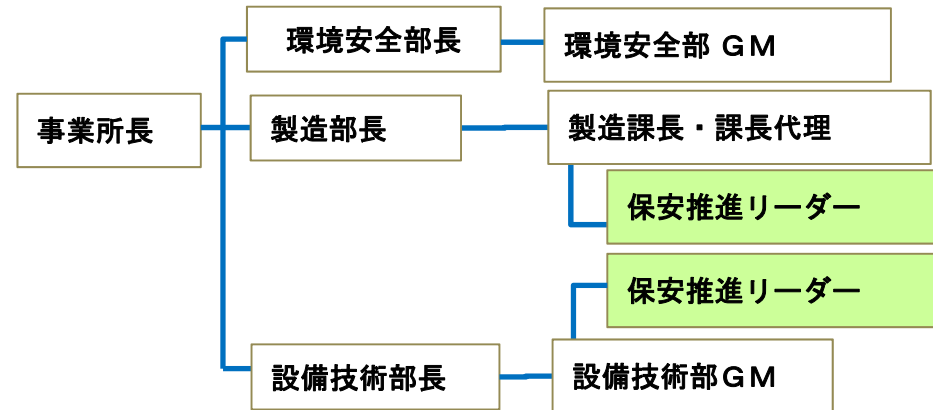 環境安全部長
環境安全部 ＧＭ
事業所長
製造部長
製造課長・課長代理
保安推進リーダー
保安推進リーダー
設備技術部長
設備技術部ＧＭ